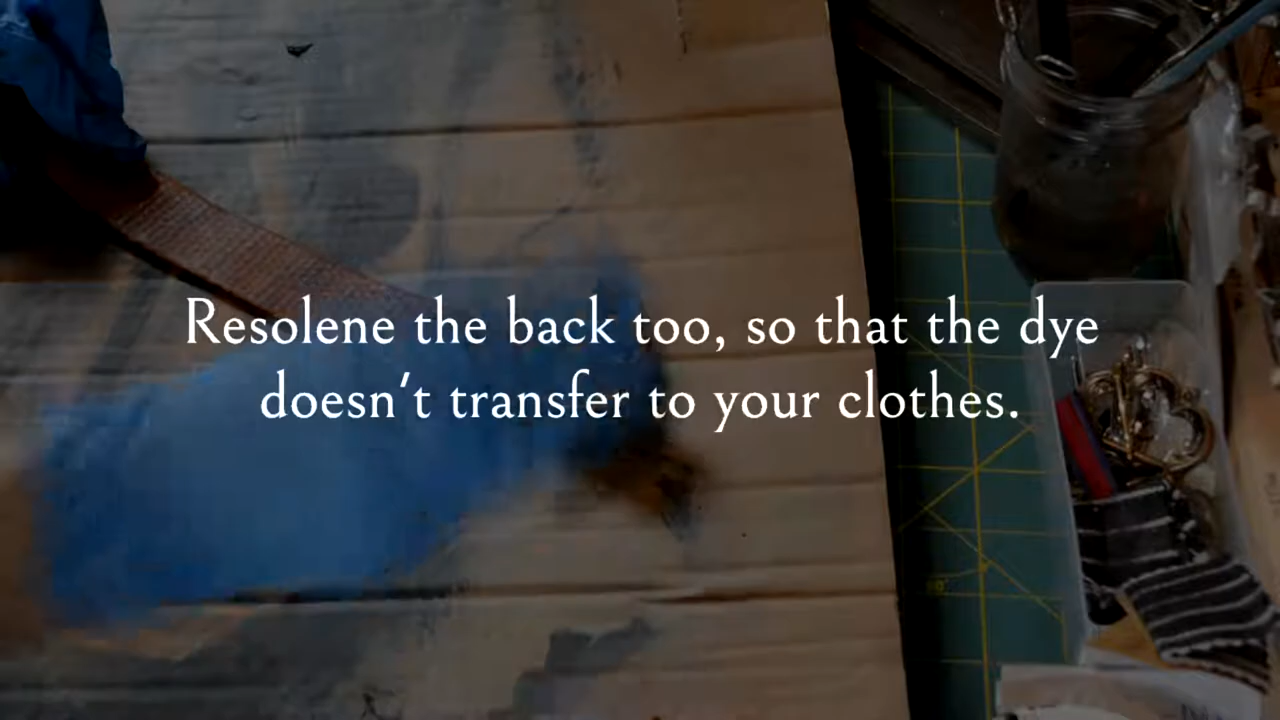 Resolene the back too, so that the dye
doesn't transfer to your clothes.